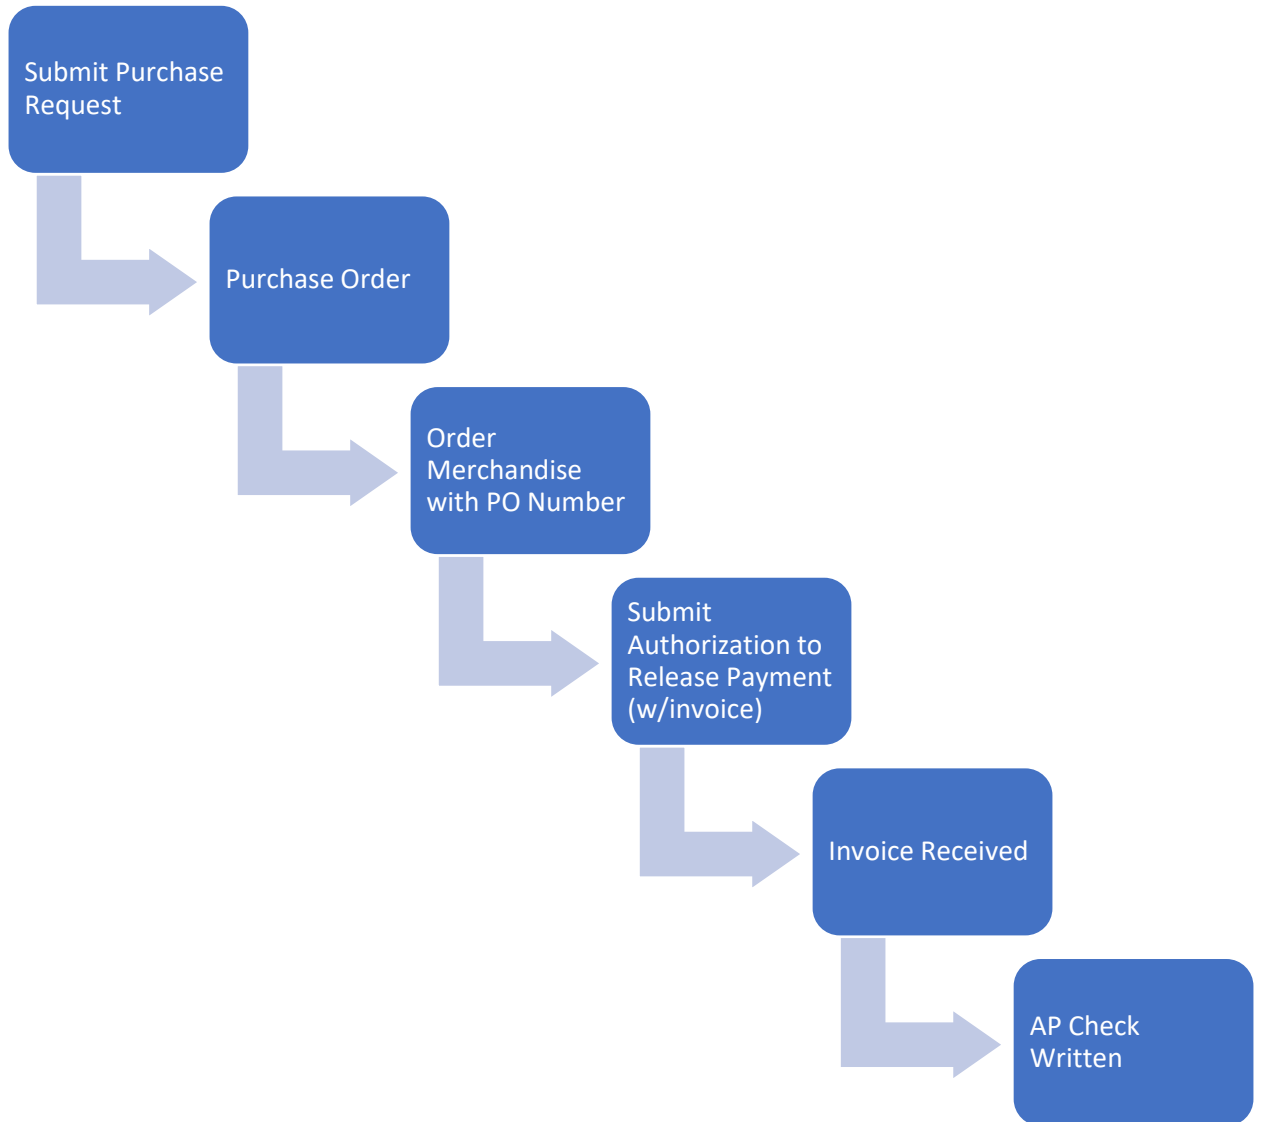 Submit Purchase
Request
Purchase Order
Order
Merchandise
with PO Number
Submit
Authorization to
Release Payment
(w/invoice)
Invoice Received
AP Check
Written